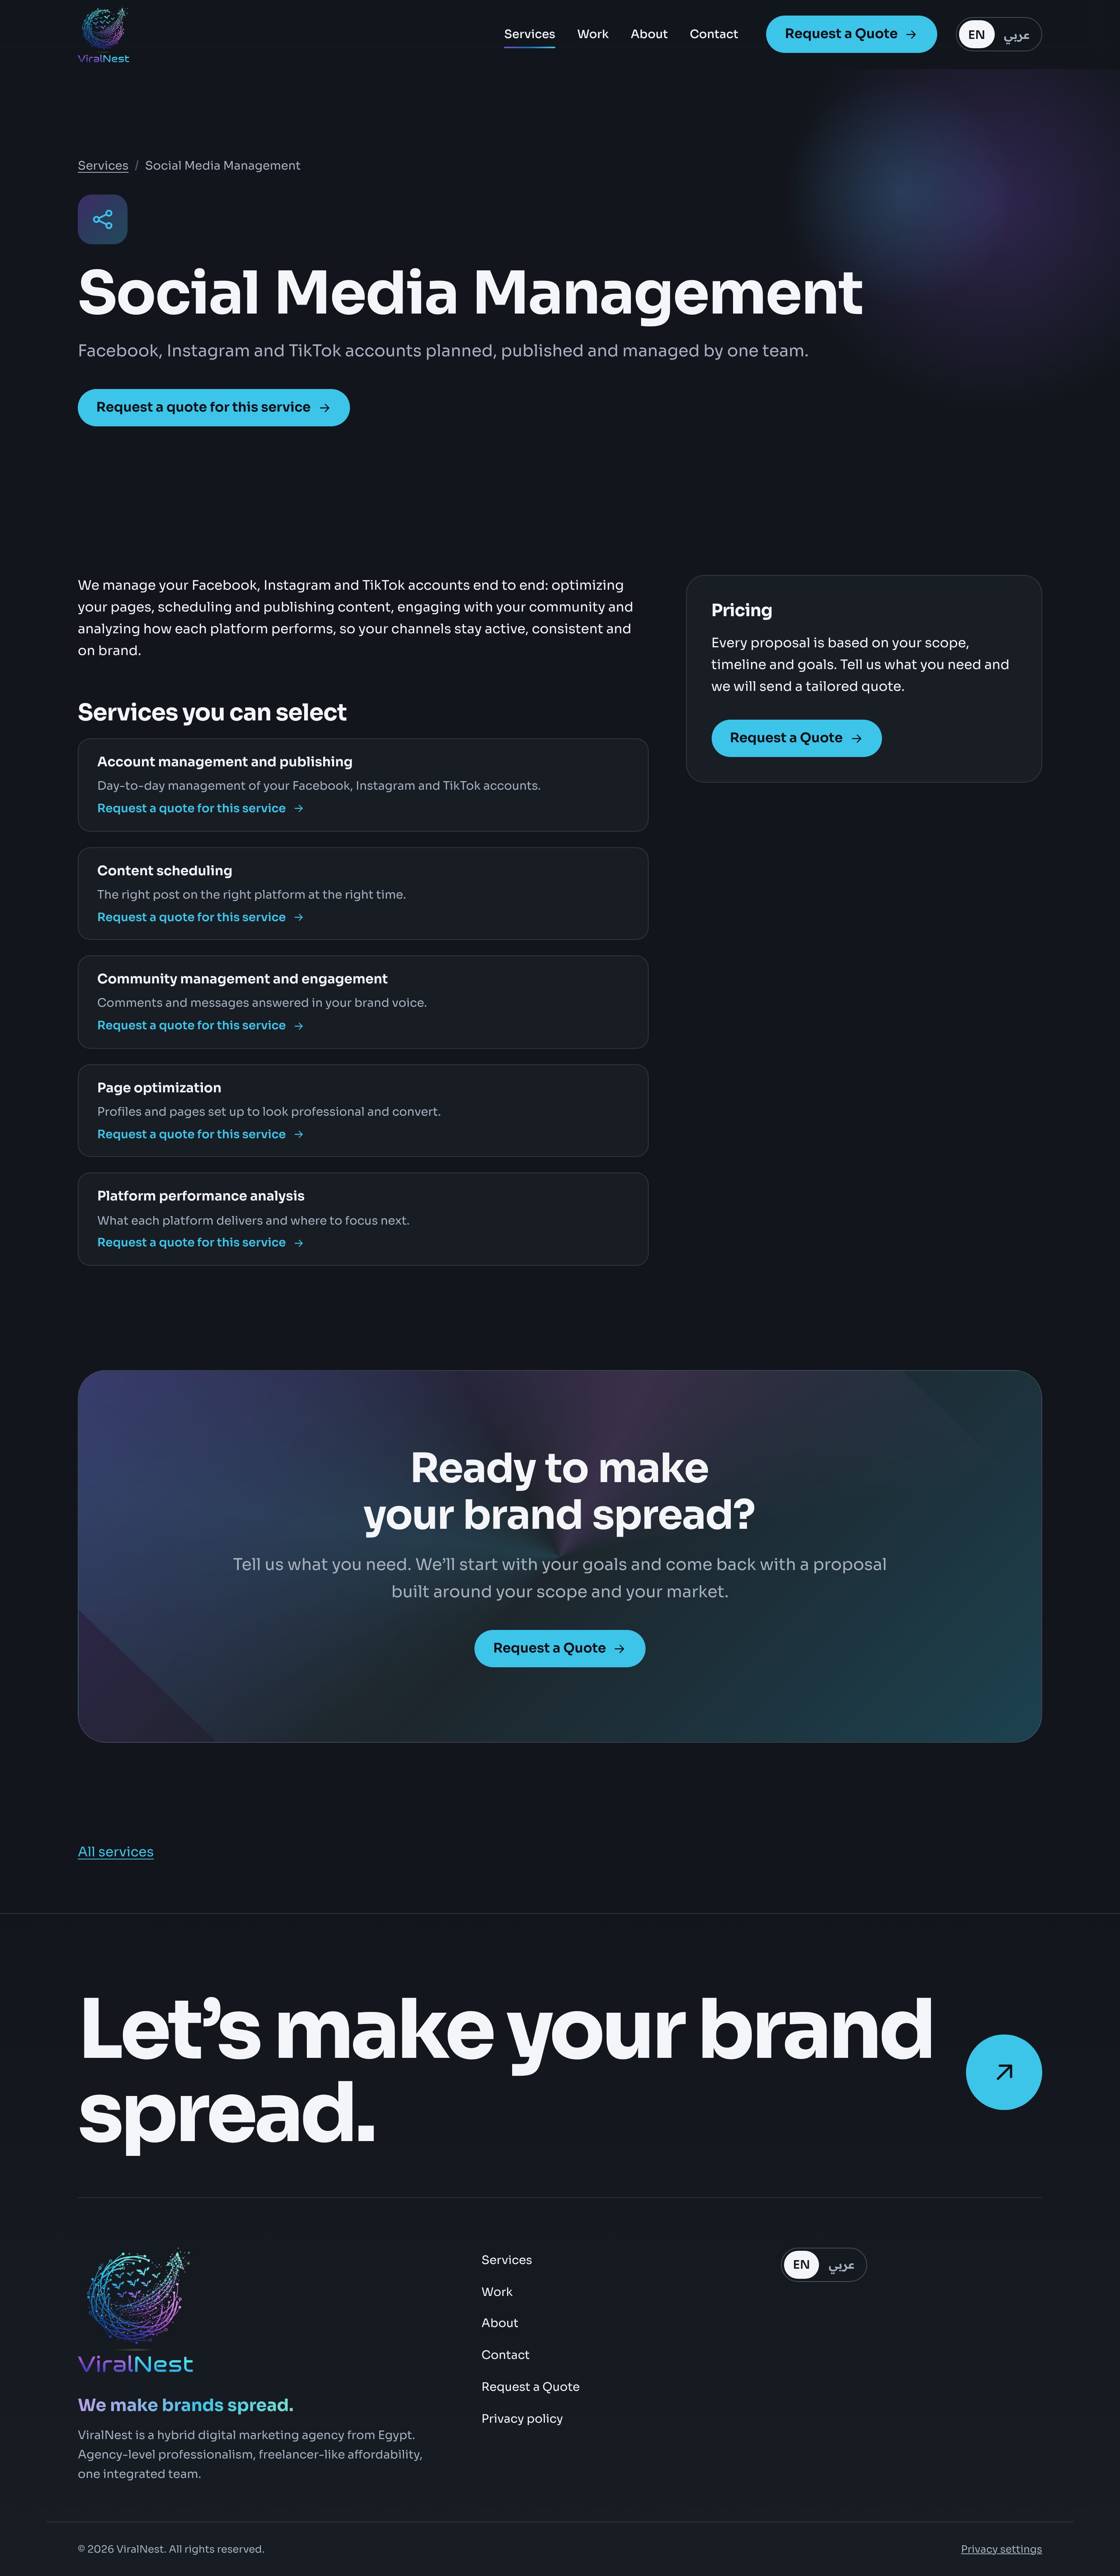 ViralNest
Services
Work
About
Contact
Request a Quote →
EN
عربي
Services / Social Media Management
Social Media Management
Facebook, Instagram and TikTok accounts planned, published and managed by one team.
Request a quote for this service →
We manage your Facebook, Instagram and TikTok accounts end to end: optimizing
your pages, scheduling and publishing content, engaging with your community and
analyzing how each platform performs, so your channels stay active, consistent and
on brand.
Services you can select
Account management and publishing
Day-to-day management of your Facebook, Instagram and TikTok accounts.
Request a quote for this service →
Content scheduling
The right post on the right platform at the right time.
Request a quote for this service →
Community management and engagement
Comments and messages answered in your brand voice.
Request a quote for this service →
Page optimization
Profiles and pages set up to look professional and convert.
Request a quote for this service →
Platform performance analysis
What each platform delivers and where to focus next.
Request a quote for this service →
Pricing
Every proposal is based on your scope,
timeline and goals. Tell us what you need and
we will send a tailored quote.
Request a Quote →
Ready to make
your brand spread?
Tell us what you need. We’ll start with your goals and come back with a proposal
built around your scope and your market.
Request a Quote →
All services
Let’s make your brand
spread.
ViralNest
We make brands spread.
ViralNest is a hybrid digital marketing agency from Egypt.
Agency-level professionalism, freelancer-like affordability,
one integrated team.
Services
Work
About
Contact
Request a Quote
Privacy policy
EN
عربي
© 2026 ViralNest. All rights reserved.
Privacy settings